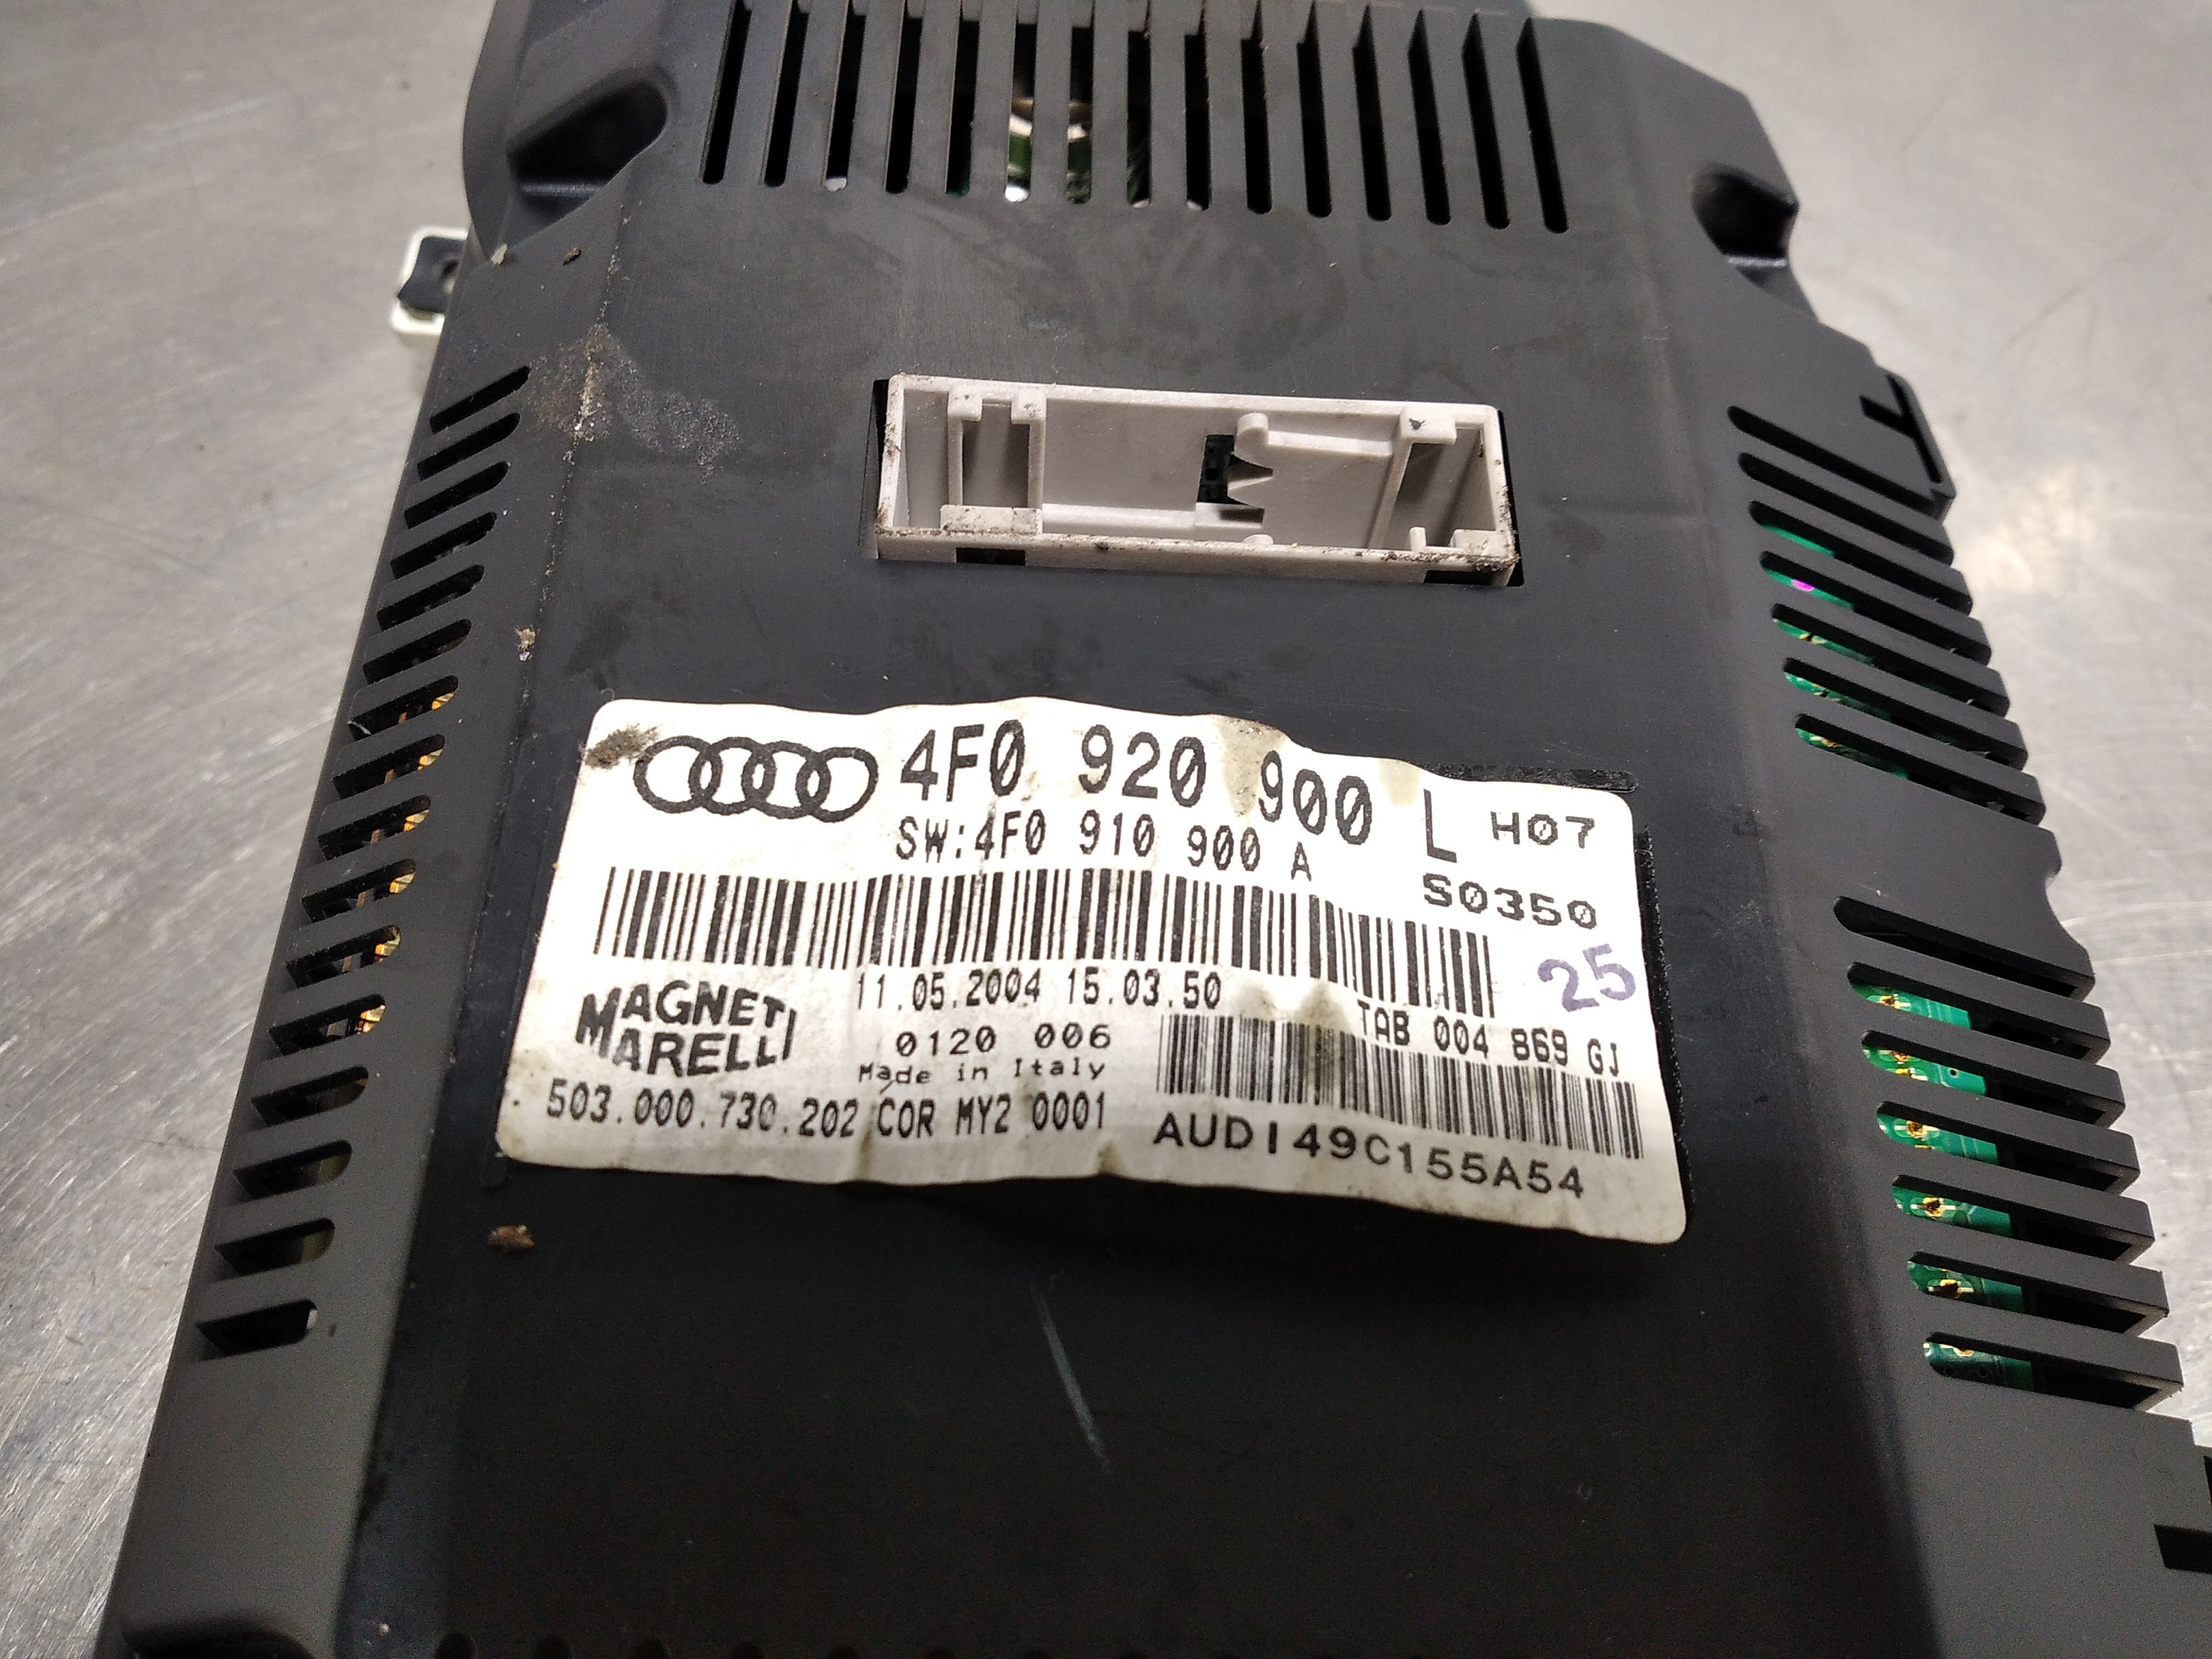 4F0 920 900 L H07
SW:4F0 910 900 A
S0350
25
11.05.2004 15.03.50
TAB 004 869 GJ
MAGNETI
MARELLI
0120 006
Made in Italy
503.000.730.202 COR MY2 0001
AUDI49C155A54